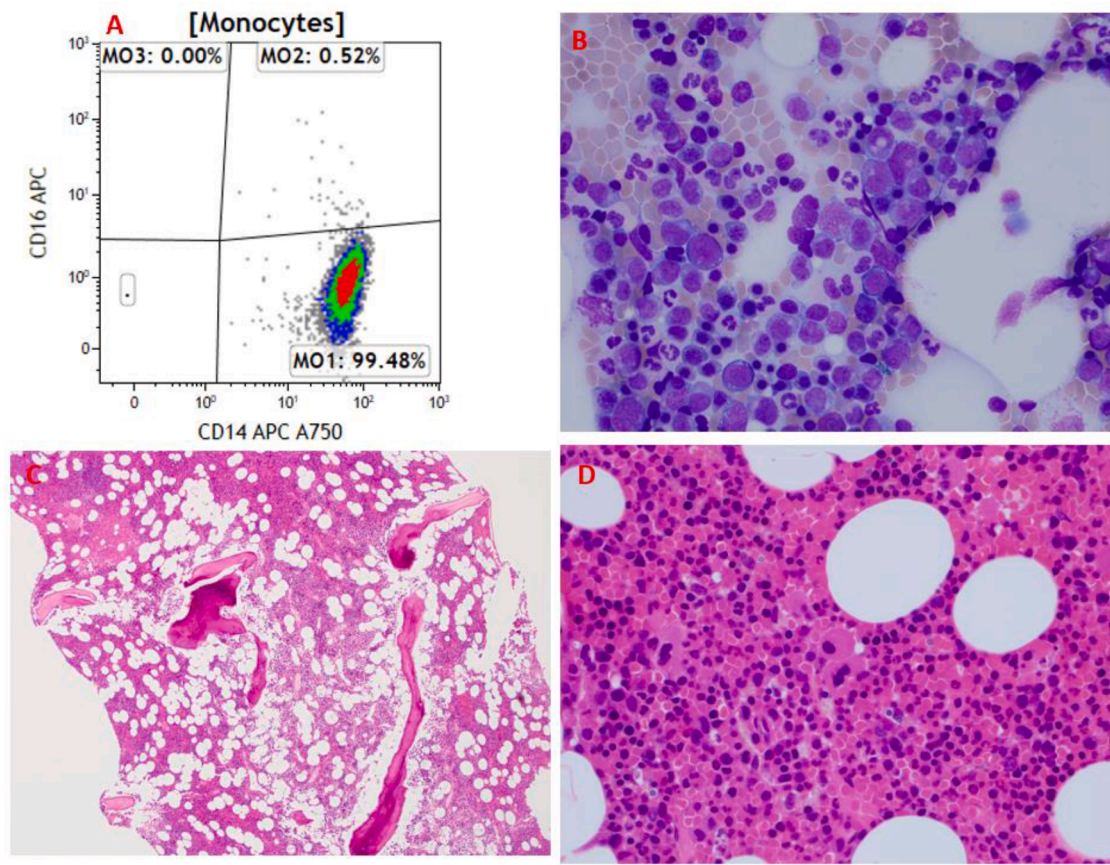 A
[Monocytes]
MO3: 0.00%
MO2: 0.52%
10³
10²
10¹
10⁰
0
CD16 APC
MO1: 99.48%
0
10⁰
10¹
10²
10³
CD14 APC A750
B
C
D